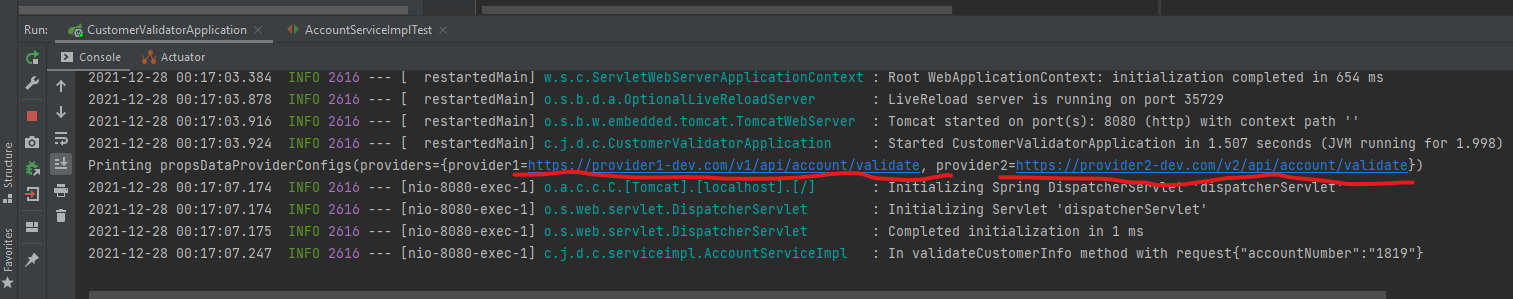 Run: CustomerValidatorApplication × AccountServiceImplTest ×
Console Actuator
2021-12-28 00:17:03.384  INFO 2616 --- [  restartedMain] w.s.c.ServletWebServerApplicationContext : Root WebApplicationContext: initialization completed in 654 ms
2021-12-28 00:17:03.878  INFO 2616 --- [  restartedMain] o.s.b.d.a.OptionalLiveReloadServer       : LiveReload server is running on port 35729
2021-12-28 00:17:03.916  INFO 2616 --- [  restartedMain] o.s.b.w.embedded.tomcat.TomcatWebServer  : Tomcat started on port(s): 8080 (http) with context path ''
2021-12-28 00:17:03.924  INFO 2616 --- [  restartedMain] c.j.d.c.CustomerValidatorApplication     : Started CustomerValidatorApplication in 1.507 seconds (JVM running for 1.998)
Printing propsDataProviderConfigs(providers={provider1=https://provider1-dev.com/v1/api/account/validate, provider2=https://provider2-dev.com/v2/api/account/validate})
2021-12-28 00:17:07.174  INFO 2616 --- [nio-8080-exec-1] o.a.c.c.C.[Tomcat].[localhost].[/]       : Initializing Spring DispatcherServlet 'dispatcherServlet'
2021-12-28 00:17:07.174  INFO 2616 --- [nio-8080-exec-1] o.s.web.servlet.DispatcherServlet        : Initializing Servlet 'dispatcherServlet'
2021-12-28 00:17:07.175  INFO 2616 --- [nio-8080-exec-1] o.s.web.servlet.DispatcherServlet        : Completed initialization in 1 ms
2021-12-28 00:17:07.247  INFO 2616 --- [nio-8080-exec-1] c.j.d.c.serviceimpl.AccountServiceImpl   : In validateCustomerInfo method with request{"accountNumber":"1819"}
Structure
Favorites